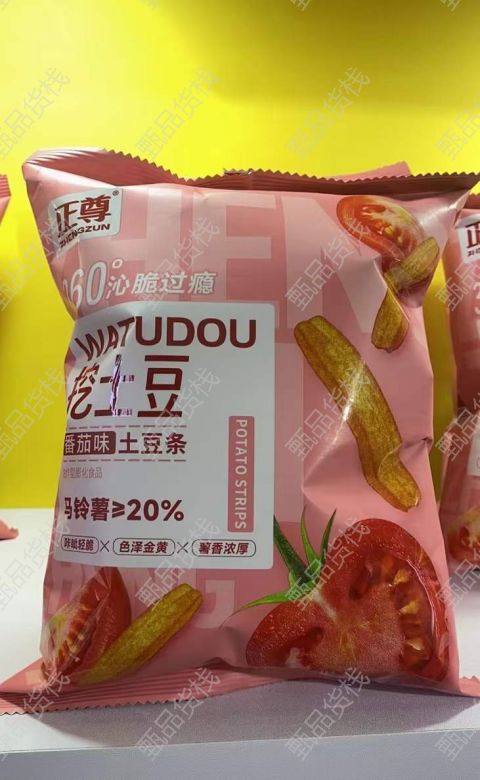 正尊®
ZHENGZUN
360°沁脆过瘾
WATUDOU
挖土豆
番茄味 土豆条
POTATO STRIPS
马铃薯≥20%
咔呲轻脆 × 色泽金黄 × 薯香浓厚
甄品货栈